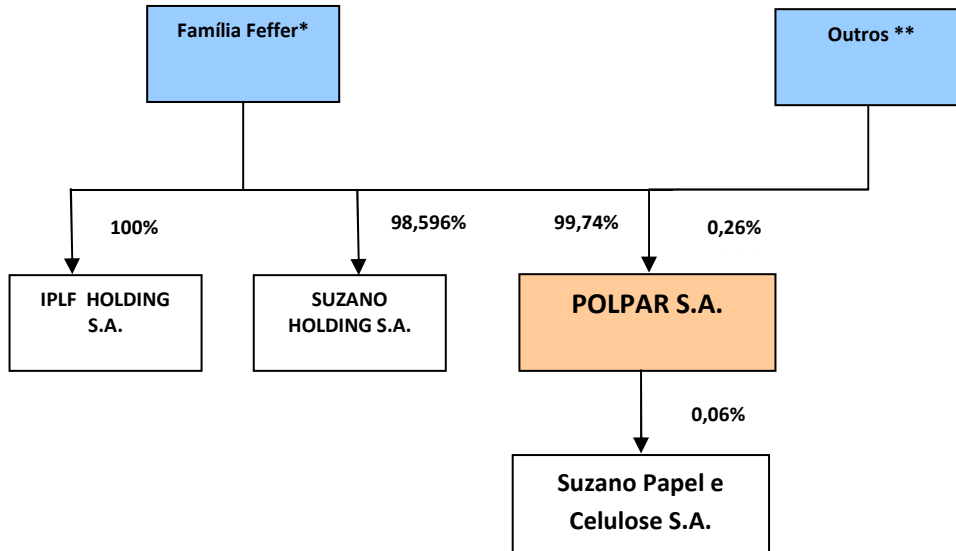 Família Feffer*
Outros **
100%
98,596%
99,74%
0,26%
IPLF HOLDING
S.A.
SUZANO
HOLDING S.A.
POLPAR S.A.
0,06%
Suzano Papel e
Celulose S.A.